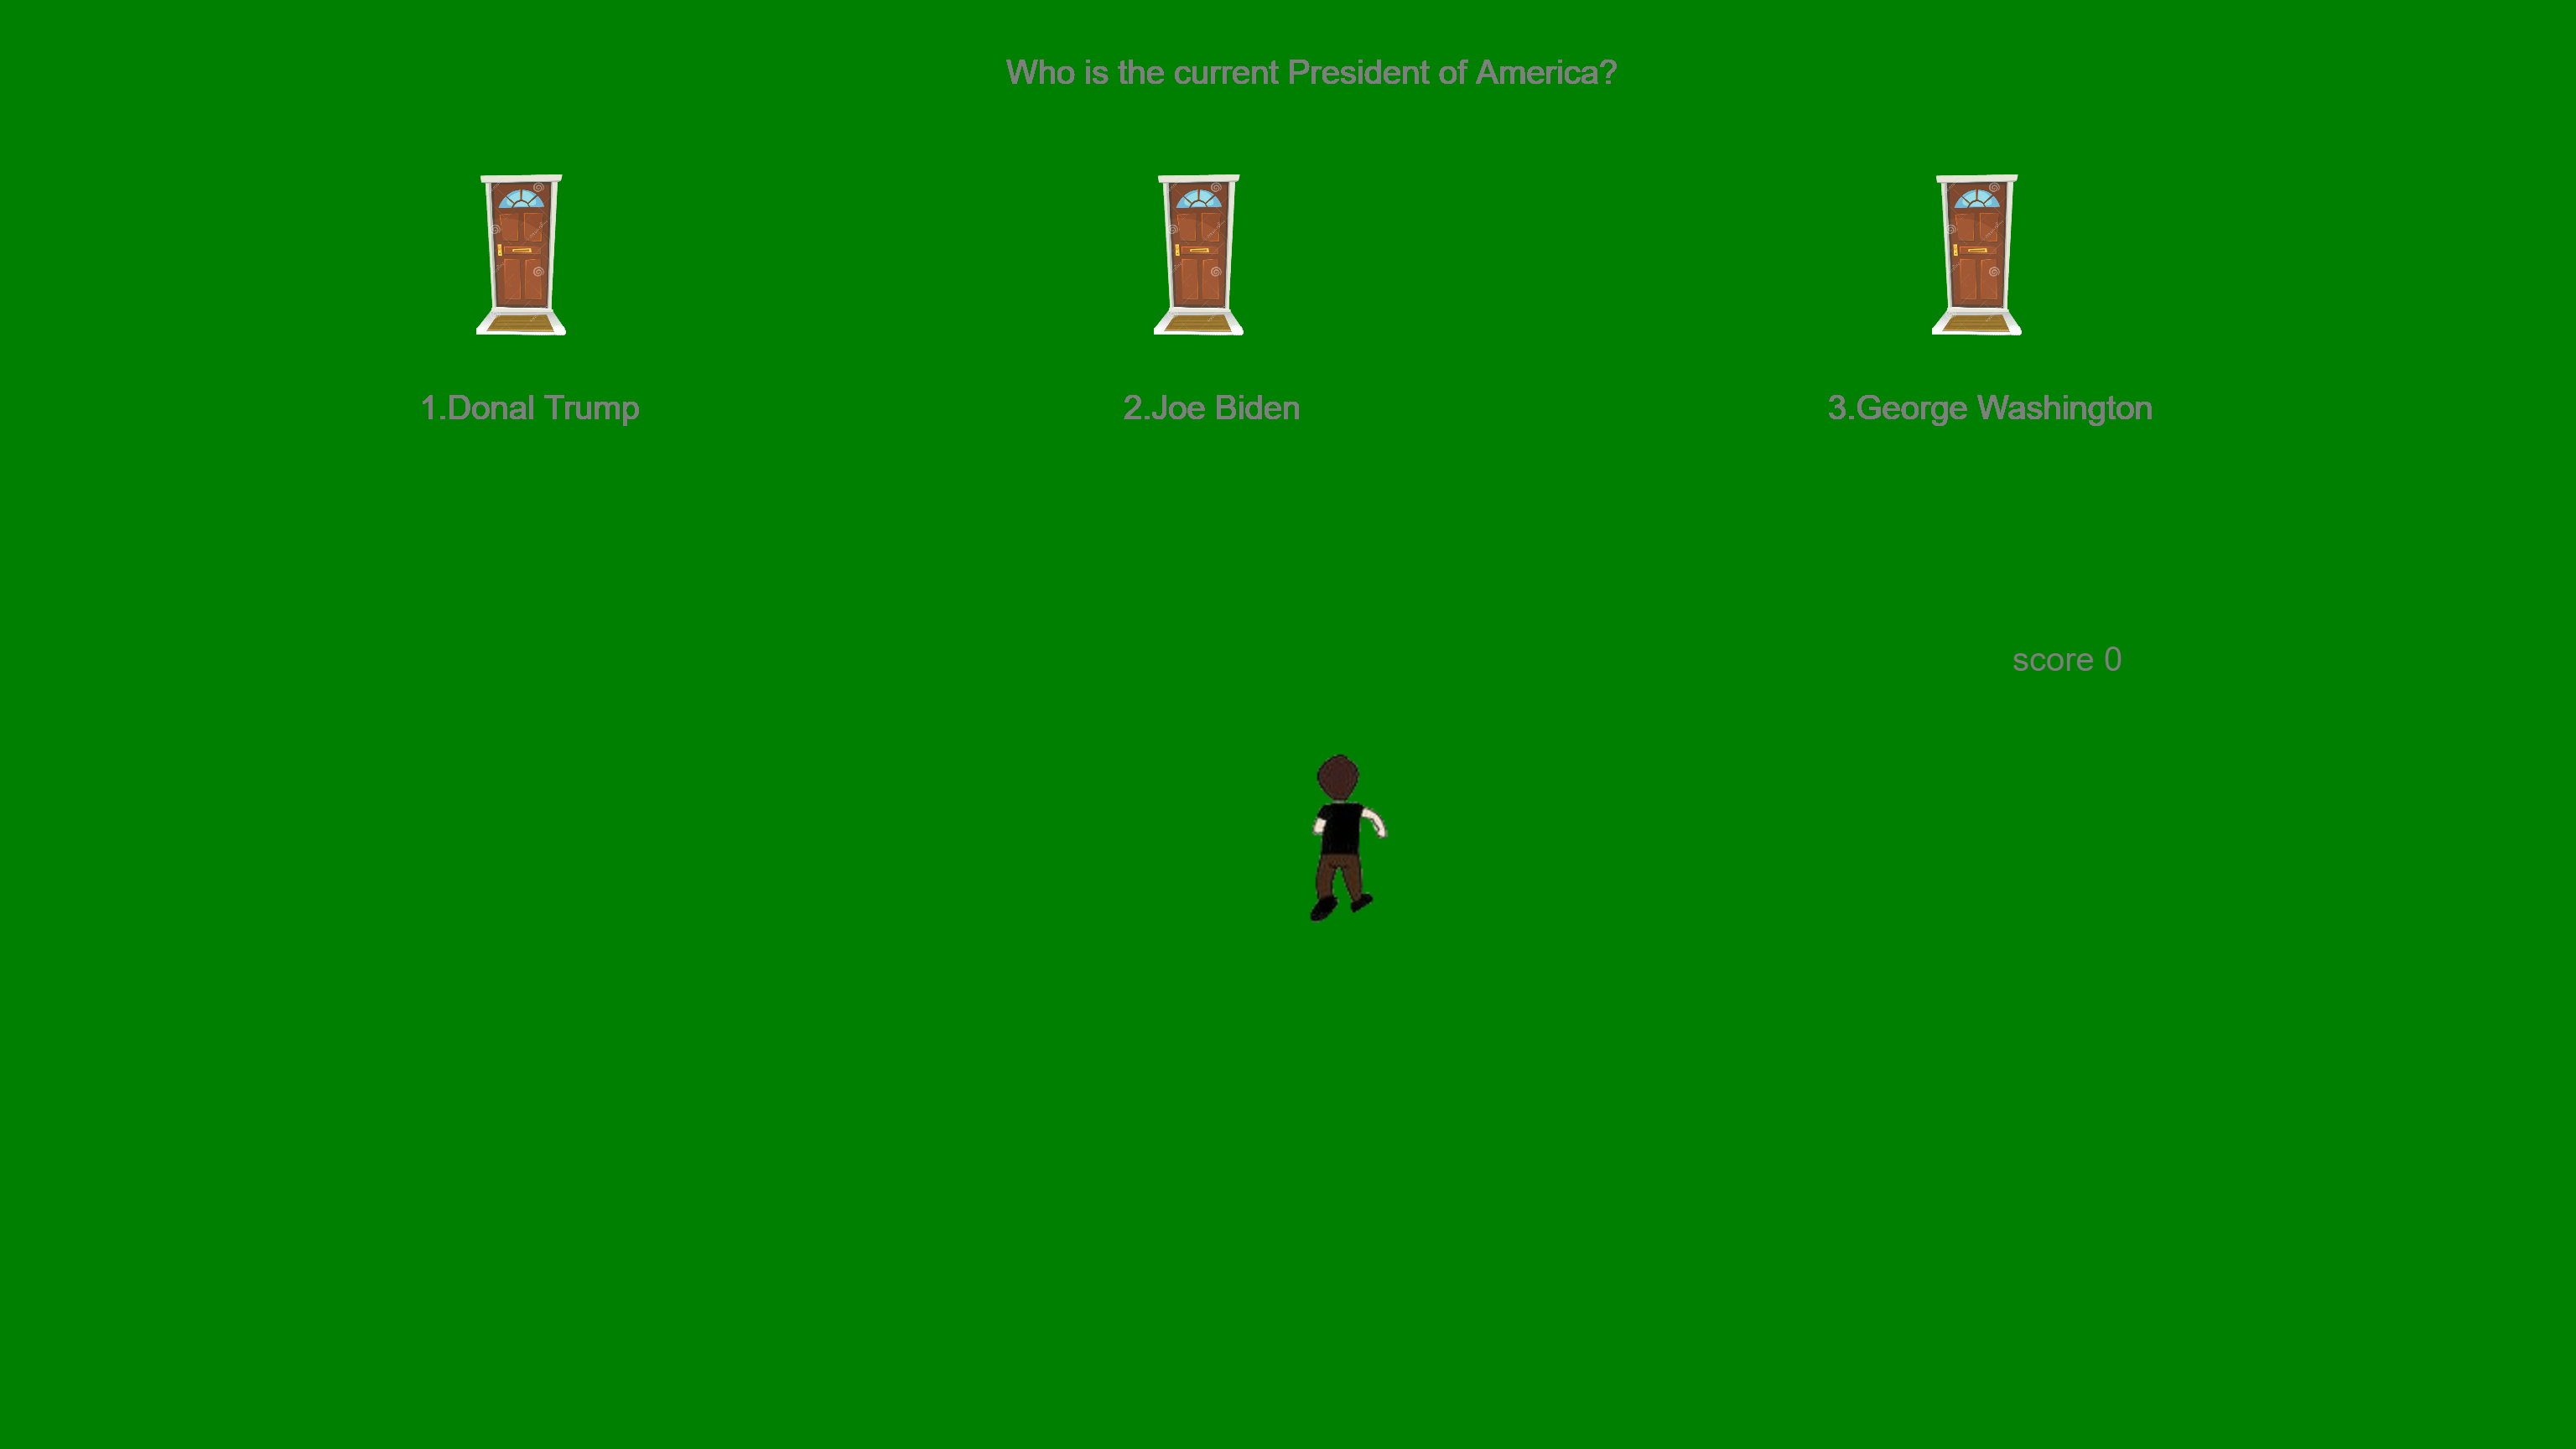 Who is the current President of America?
1.Donal Trump
2.Joe Biden
3.George Washington
score 0